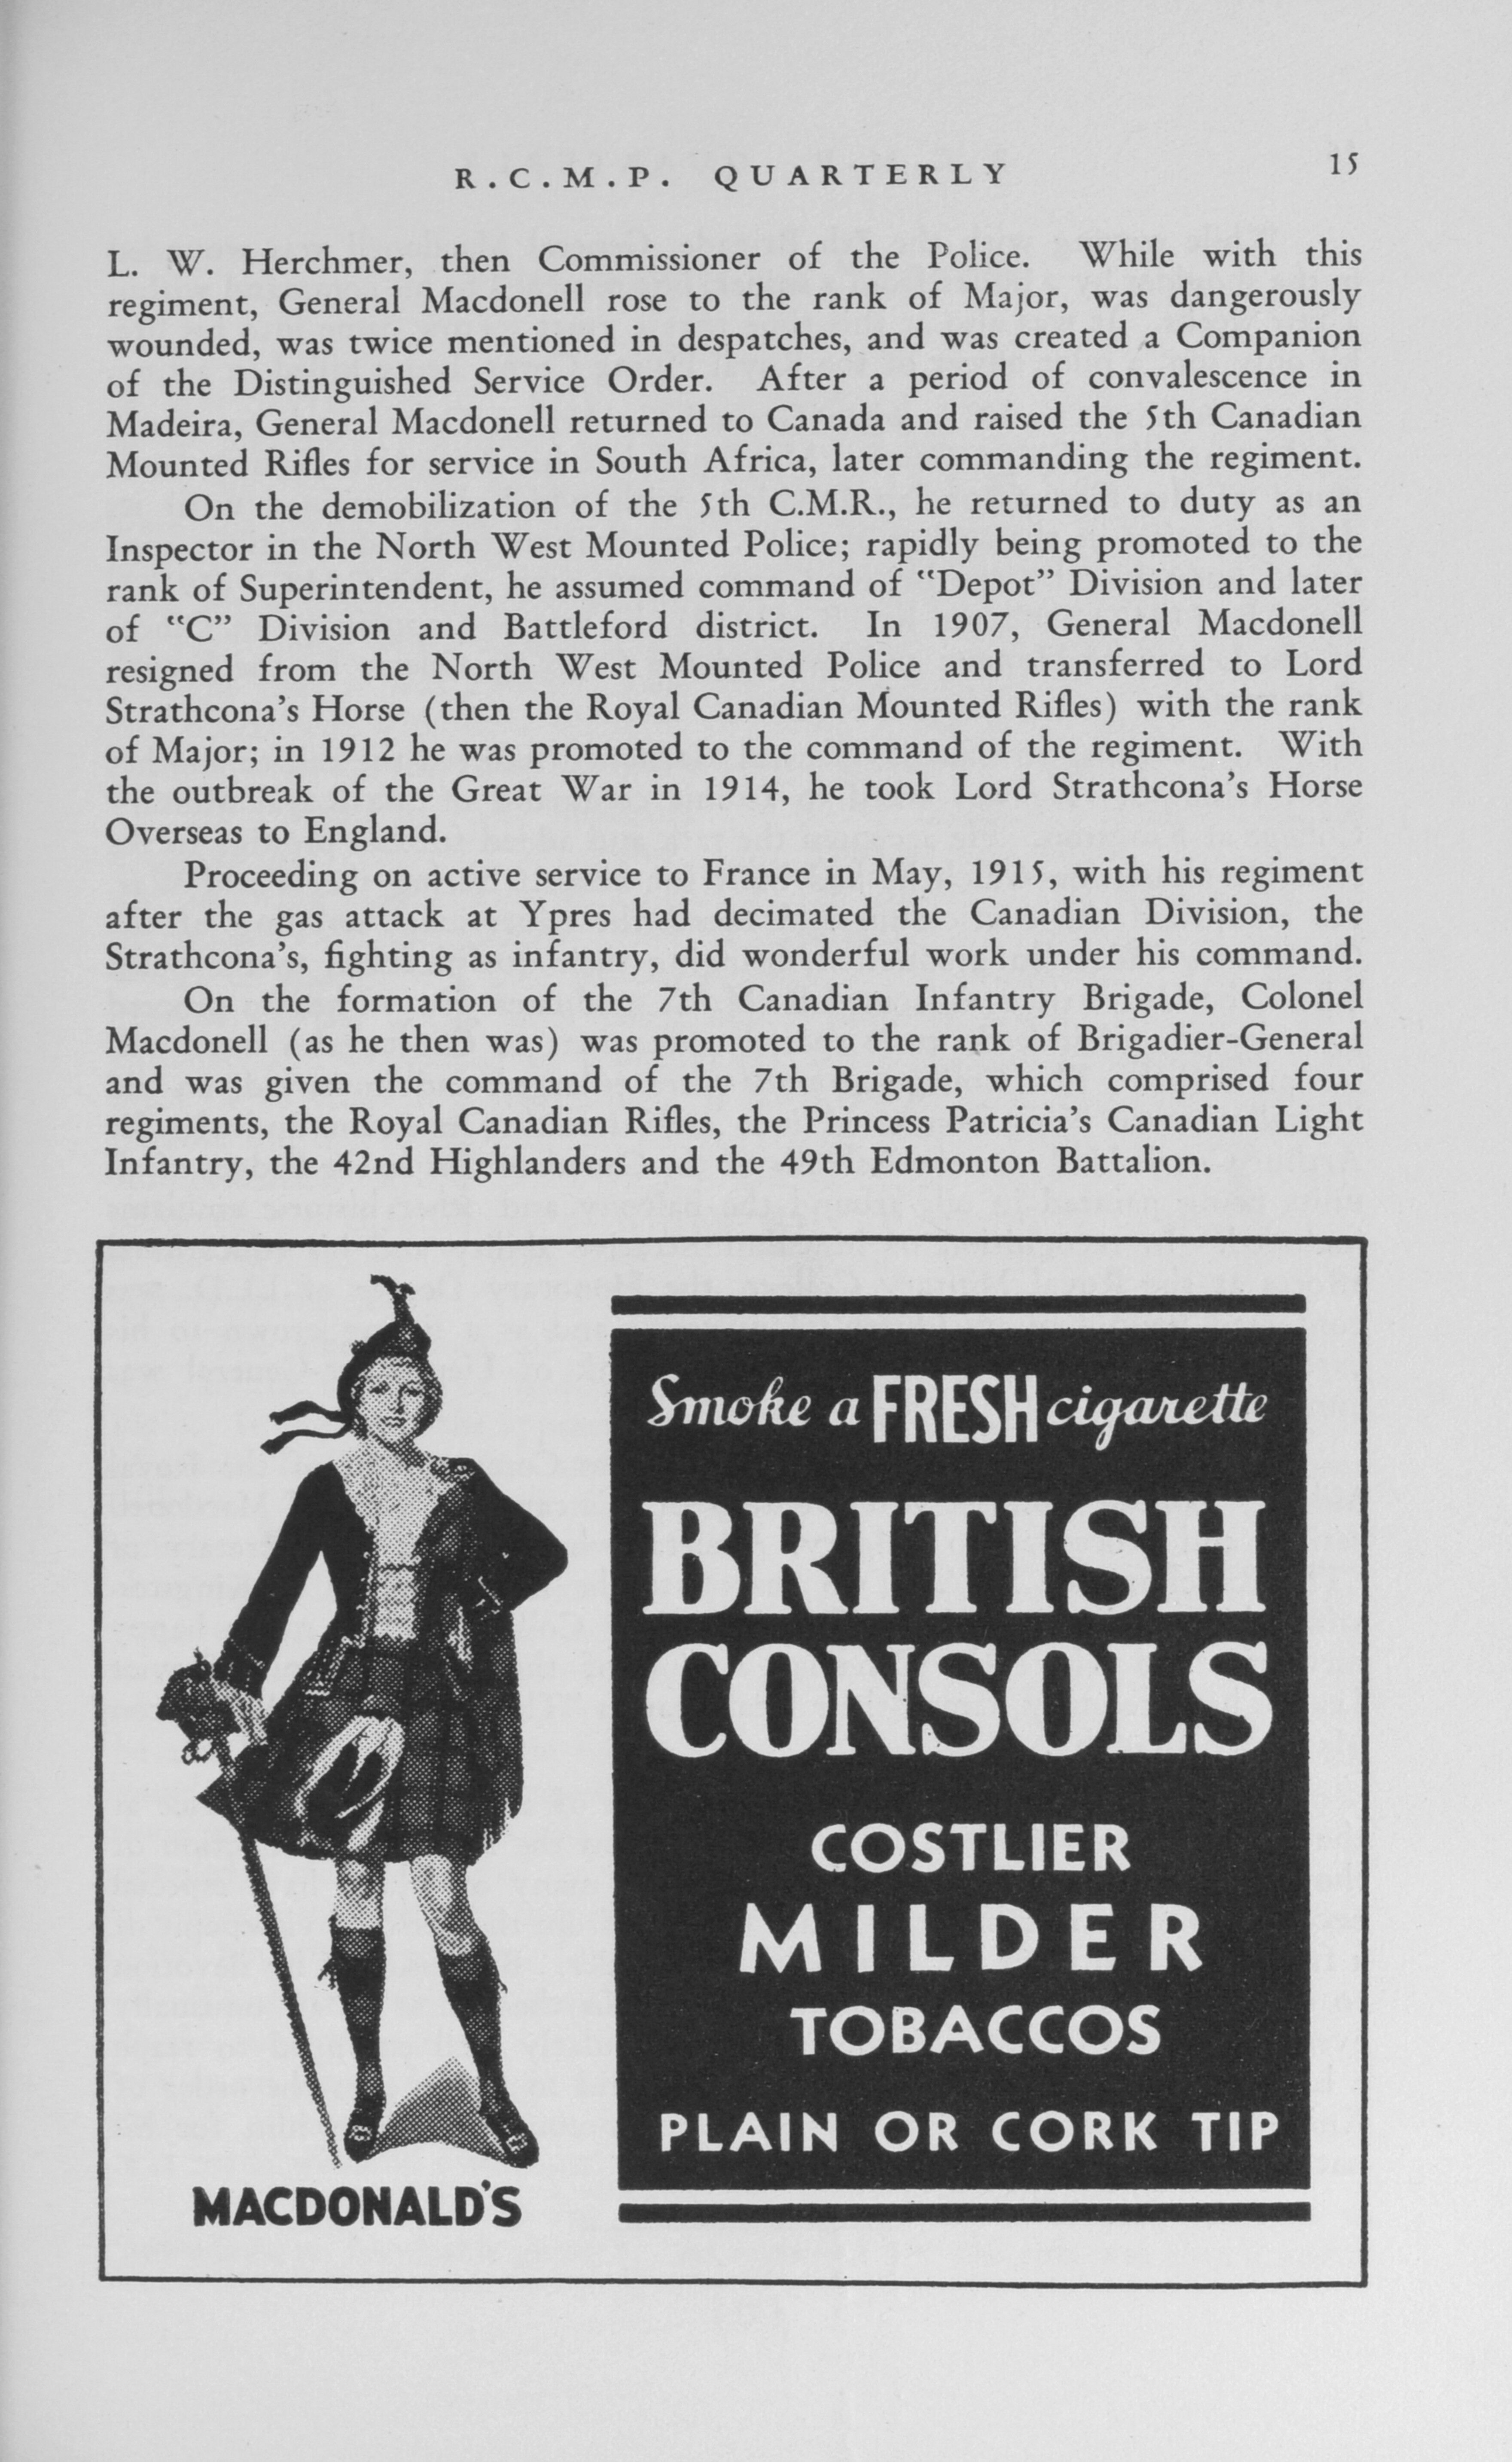 R.C.M.P. QUARTERLY 15
L. W. Herchmer, then Commissioner of the Police. While with this
regiment, General Macdonell rose to the rank of Major, was dangerously
wounded, was twice mentioned in despatches, and was created a Companion
of the Distinguished Service Order. After a period of convalescence in
Madeira, General Macdonell returned to Canada and raised the 5th Canadian
Mounted Rifles for service in South Africa, later commanding the regiment.
On the demobilization of the 5th C.M.R., he returned to duty as an
Inspector in the North West Mounted Police; rapidly being promoted to the
rank of Superintendent, he assumed command of "Depot" Division and later
of "C" Division and Battleford district. In 1907, General Macdonell
resigned from the North West Mounted Police and transferred to Lord
Strathcona's Horse (then the Royal Canadian Mounted Rifles) with the rank
of Major; in 1912 he was promoted to the command of the regiment. With
the outbreak of the Great War in 1914, he took Lord Strathcona's Horse
Overseas to England.
Proceeding on active service to France in May, 1915, with his regiment
after the gas attack at Ypres had decimated the Canadian Division, the
Strathcona's, fighting as infantry, did wonderful work under his command.
On the formation of the 7th Canadian Infantry Brigade, Colonel
Macdonell (as he then was) was promoted to the rank of Brigadier-General
and was given the command of the 7th Brigade, which comprised four
regiments, the Royal Canadian Rifles, the Princess Patricia's Canadian Light
Infantry, the 42nd Highlanders and the 49th Edmonton Battalion.
Smoke a FRESH cigarette
BRITISH
CONSOLS
COSTLIER
MILDER
TOBACCOS
PLAIN OR CORK TIP
MACDONALD'S